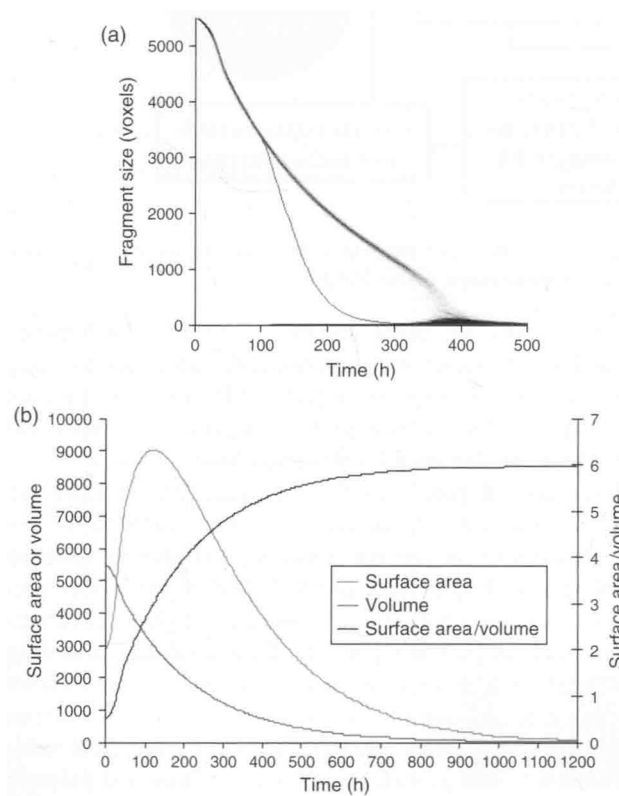 (a)
Fragment size (voxels)
5000
4000
3000
2000
1000
0
0 100 200 300 400 500
Time (h)
(b)
Surface area or volume
10000
9000
8000
7000
6000
5000
4000
3000
2000
1000
0
Surface area
Volume
Surface area/volume
7
6
5
4
3
2
1
0
Surface area/volume
0 100 200 300 400 500 600 700 800 900 1000 1100 1200
Time (h)